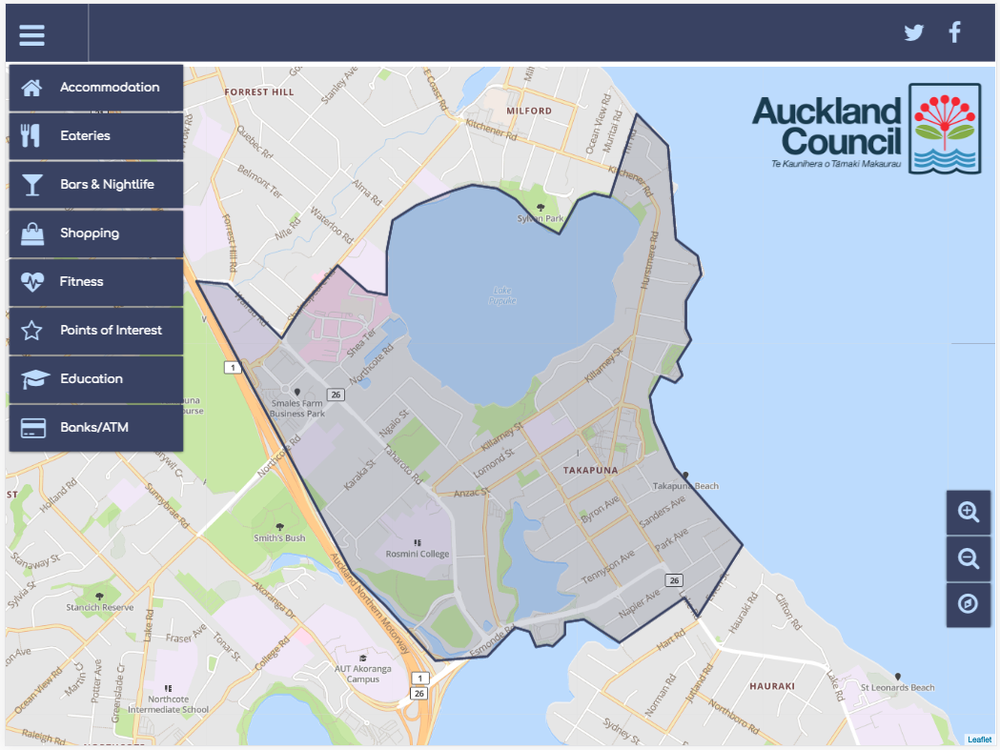 Accommodation
Eateries
Bars & Nightlife
Shopping
Fitness
Points of Interest
Education
Banks/ATM
Auckland
Council
Te Kaunihera o Tāmaki Makaurau
FORREST HILL
Stanley Ave
E Coast Rd
MILFORD
Kitchener Rd
Ocean View Rd
Muritai Rd
Quebec Rd
Belmont Ter
Alma Rd
Kitchener Rd
Nile Rd
Waterloo Rd
Sylvan Park
Forrest Hill Rd
Hurstmere Rd
Lake
Pupuke
Shakespeare Rd
Wairau Rd
Shea Ter
Northcote Rd
1
26
Killarney St
Smales Farm
Business Park
Ngaio St
Killarney St
Northcote Rd
Taharoto Rd
Lomond St
Karaka St
TAKAPUNA
Anzac St
Takapuna Beach
Holland Rd
ST
Sunnybrae Rd
Byron Ave
Sanders Ave
Smith's Bush
Park Ave
Rosmini College
Stanaway St
Tennyson Ave
Auckland Northern Motorway
26
Sylvia St
Stancich Reserve
Akoranga Dr
Napier Ave
Lake Rd
Fraser Ave
Tonar St
College Rd
Esmonde Rd
Hart Rd
Hauraki Rd
Clifton Rd
AUT Akoranga
Campus
1
26
Martin Cr
Potter Ave
Greenslade Cr
Ocean View Rd
Northcote
Intermediate School
Norman Rd
Jutland Rd
HAURAKI
Lake Rd
St Leonards Beach
Northboro Rd
Sydney St
Raleigh Rd
Leaflet